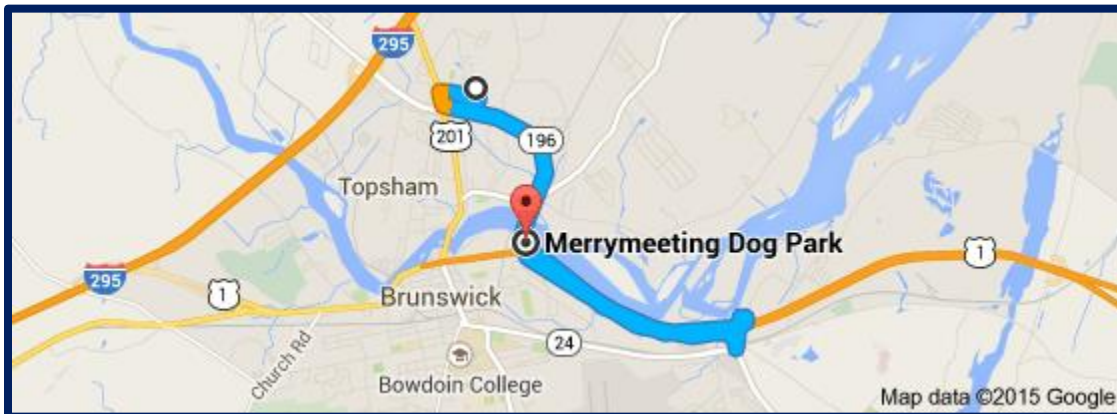 295
201
196
Topsham
Merrymeeting Dog Park
1
295
1
Brunswick
24
Church Rd
Bowdoin College
Map data ©2015 Google